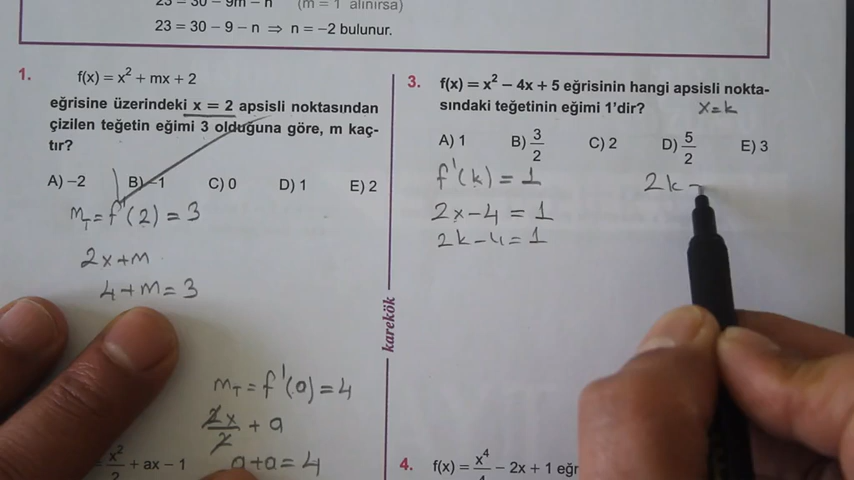 23 = 30 – 9m – n (m = 1 alınırsa)
23 = 30 – 9 – n ⇒ n = –2 bulunur.
1. f(x) = x² + mx + 2
eğrisine üzerindeki x = 2 apsisli noktasından
çizilen teğetin eğimi 3 olduğuna göre, m kaç-
tır?
A) –2 B) –1 C) 0 D) 1 E) 2
m_T = f'(2) = 3
2x+m
4+m=3
m_T = f'(0) = 4
2x/2 + a
a+a=4
x²/2 + ax – 1
karekök
3. f(x) = x² – 4x + 5 eğrisinin hangi apsisli nokta-
sındaki teğetinin eğimi 1'dir? x=k
A) 1 B) 3/2 C) 2 D) 5/2 E) 3
f'(k) = 1 2k -
2x-4 = 1
2k-4=1
4. f(x) = x⁴/4 – 2x + 1 eğr